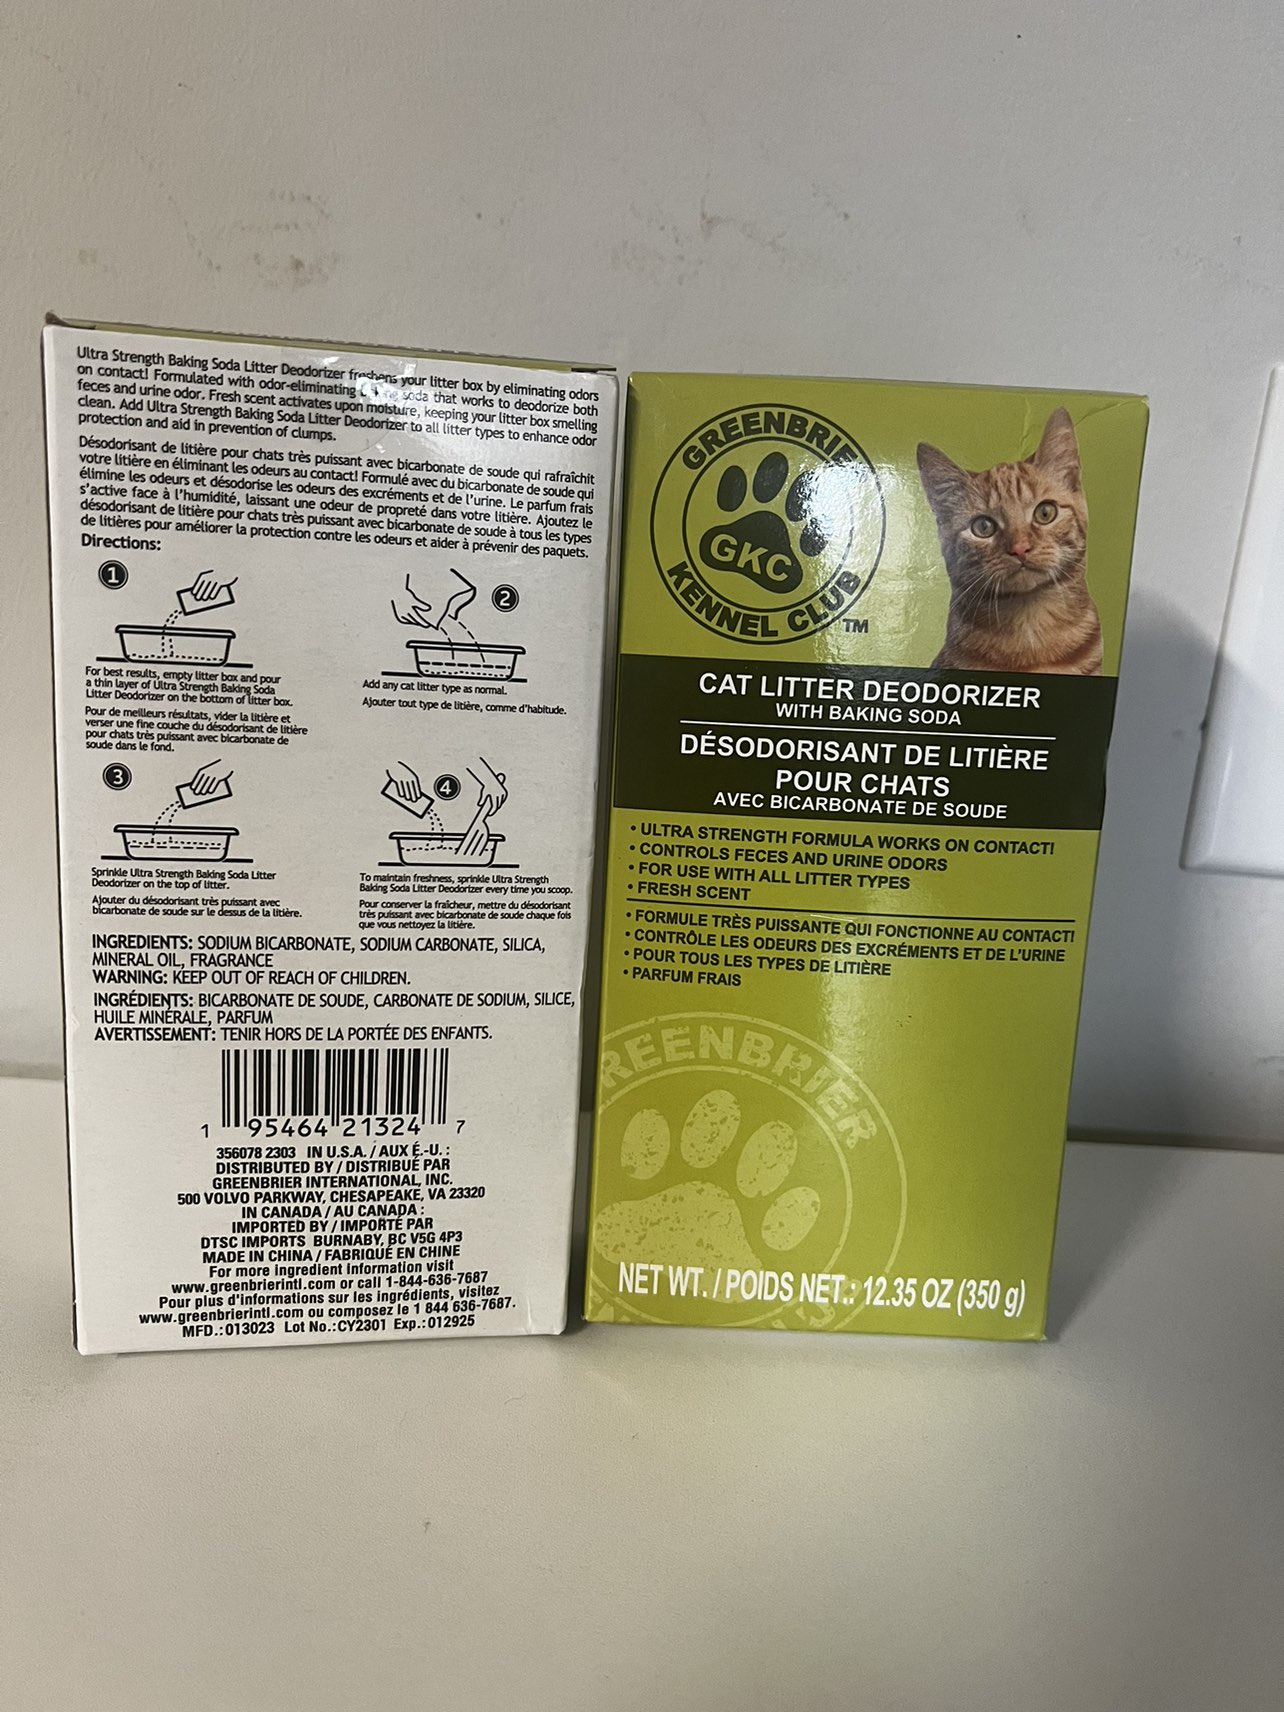 Ultra Strength Baking Soda Litter Deodorizer freshens your litter box by eliminating odors
on contact! Formulated with odor-eliminating baking soda that works to deodorize both
feces and urine odor. Fresh scent activates upon moisture, keeping your litter box smelling
clean. Add Ultra Strength Baking Soda Litter Deodorizer to all litter types to enhance odor
protection and aid in prevention of clumps.
Désodorisant de litière pour chats très puissant avec bicarbonate de soude qui rafraîchit
votre litière en éliminant les odeurs au contact! Formulé avec du bicarbonate de soude qui
élimine les odeurs et désodorise les odeurs des excréments et de l'urine. Le parfum frais
s'active face à l'humidité, laissant une odeur de propreté dans votre litière. Ajoutez le
désodorisant de litière pour chats très puissant avec bicarbonate de soude à tous les types
de litières pour améliorer la protection contre les odeurs et aider à prévenir des paquets.
Directions:
1
For best results, empty litter box and pour
a thin layer of Ultra Strength Baking Soda
Litter Deodorizer on the bottom of litter box.
Pour de meilleurs résultats, vider la litière et
verser une fine couche du désodorisant de litière
pour chats très puissant avec bicarbonate de
soude dans le fond.
2
Add any cat litter type as normal.
Ajouter tout type de litière, comme d'habitude.
3
Sprinkle Ultra Strength Baking Soda Litter
Deodorizer on the top of litter.
Ajouter du désodorisant très puissant avec
bicarbonate de soude sur le dessus de la litière.
4
To maintain freshness, sprinkle Ultra Strength
Baking Soda Litter Deodorizer every time you scoop.
Pour conserver la fraîcheur, mettre du désodorisant
très puissant avec bicarbonate de soude chaque fois
que vous nettoyez la litière.
INGREDIENTS: SODIUM BICARBONATE, SODIUM CARBONATE, SILICA,
MINERAL OIL, FRAGRANCE
WARNING: KEEP OUT OF REACH OF CHILDREN.
INGRÉDIENTS: BICARBONATE DE SOUDE, CARBONATE DE SODIUM, SILICE,
HUILE MINÉRALE, PARFUM
AVERTISSEMENT: TENIR HORS DE LA PORTÉE DES ENFANTS.
1 95464 21324 7
356078 2303 IN U.S.A. / AUX É.-U. :
DISTRIBUTED BY / DISTRIBUÉ PAR
GREENBRIER INTERNATIONAL, INC.
500 VOLVO PARKWAY, CHESAPEAKE, VA 23320
IN CANADA / AU CANADA :
IMPORTED BY / IMPORTÉ PAR
DTSC IMPORTS BURNABY, BC V5G 4P3
MADE IN CHINA / FABRIQUÉ EN CHINE
For more ingredient Information visit
www.greenbrierintl.com or call 1-844-636-7687
Pour plus d'informations sur les ingrédients, visitez
www.greenbrierintl.com ou composez le 1 844 636-7687.
MFD.:013023 Lot No.:CY2301 Exp.:012925
GREENBRIER
GKC
KENNEL CLUB
TM
CAT LITTER DEODORIZER
WITH BAKING SODA
DÉSODORISANT DE LITIÈRE
POUR CHATS
AVEC BICARBONATE DE SOUDE
• ULTRA STRENGTH FORMULA WORKS ON CONTACT!
• CONTROLS FECES AND URINE ODORS
• FOR USE WITH ALL LITTER TYPES
• FRESH SCENT
• FORMULE TRÈS PUISSANTE QUI FONCTIONNE AU CONTACT!
• CONTRÔLE LES ODEURS DES EXCRÉMENTS ET DE L'URINE
• POUR TOUS LES TYPES DE LITIÈRE
• PARFUM FRAIS
REENBRIER
NET WT. / POIDS NET.: 12.35 OZ (350 g)